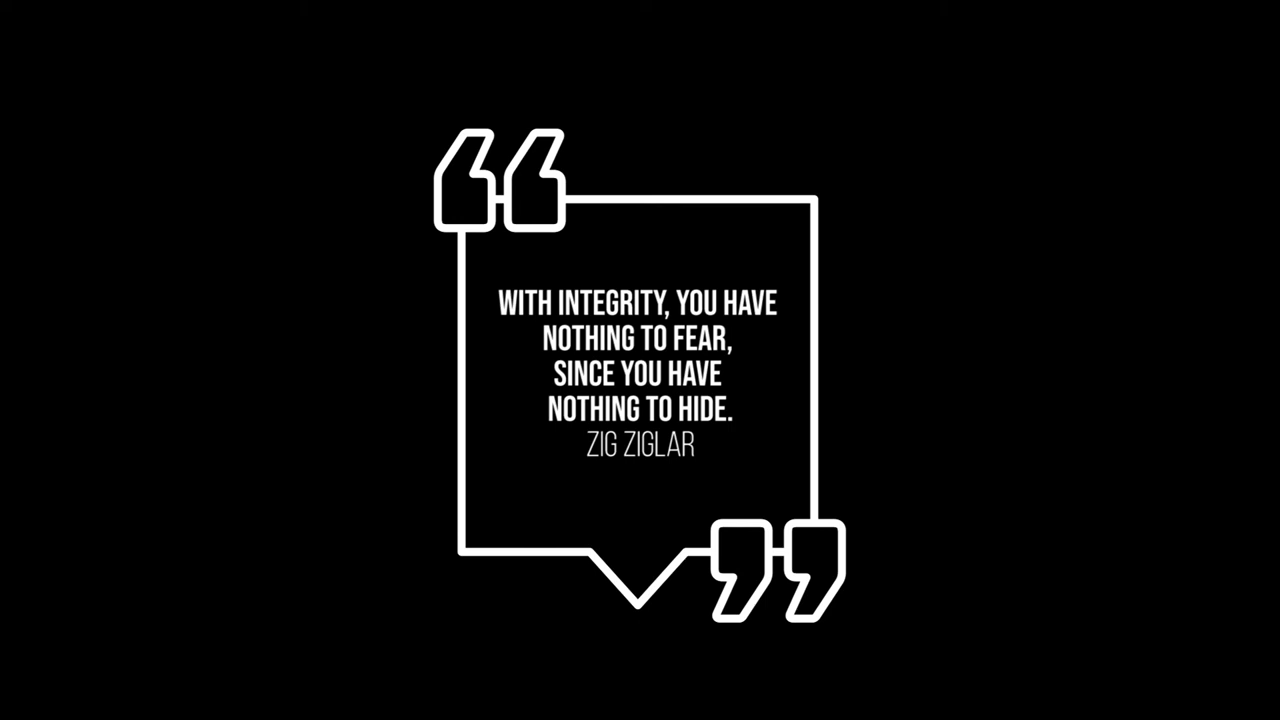 WITH INTEGRITY, YOU HAVE
NOTHING TO FEAR,
SINCE YOU HAVE
NOTHING TO HIDE.
ZIG ZIGLAR